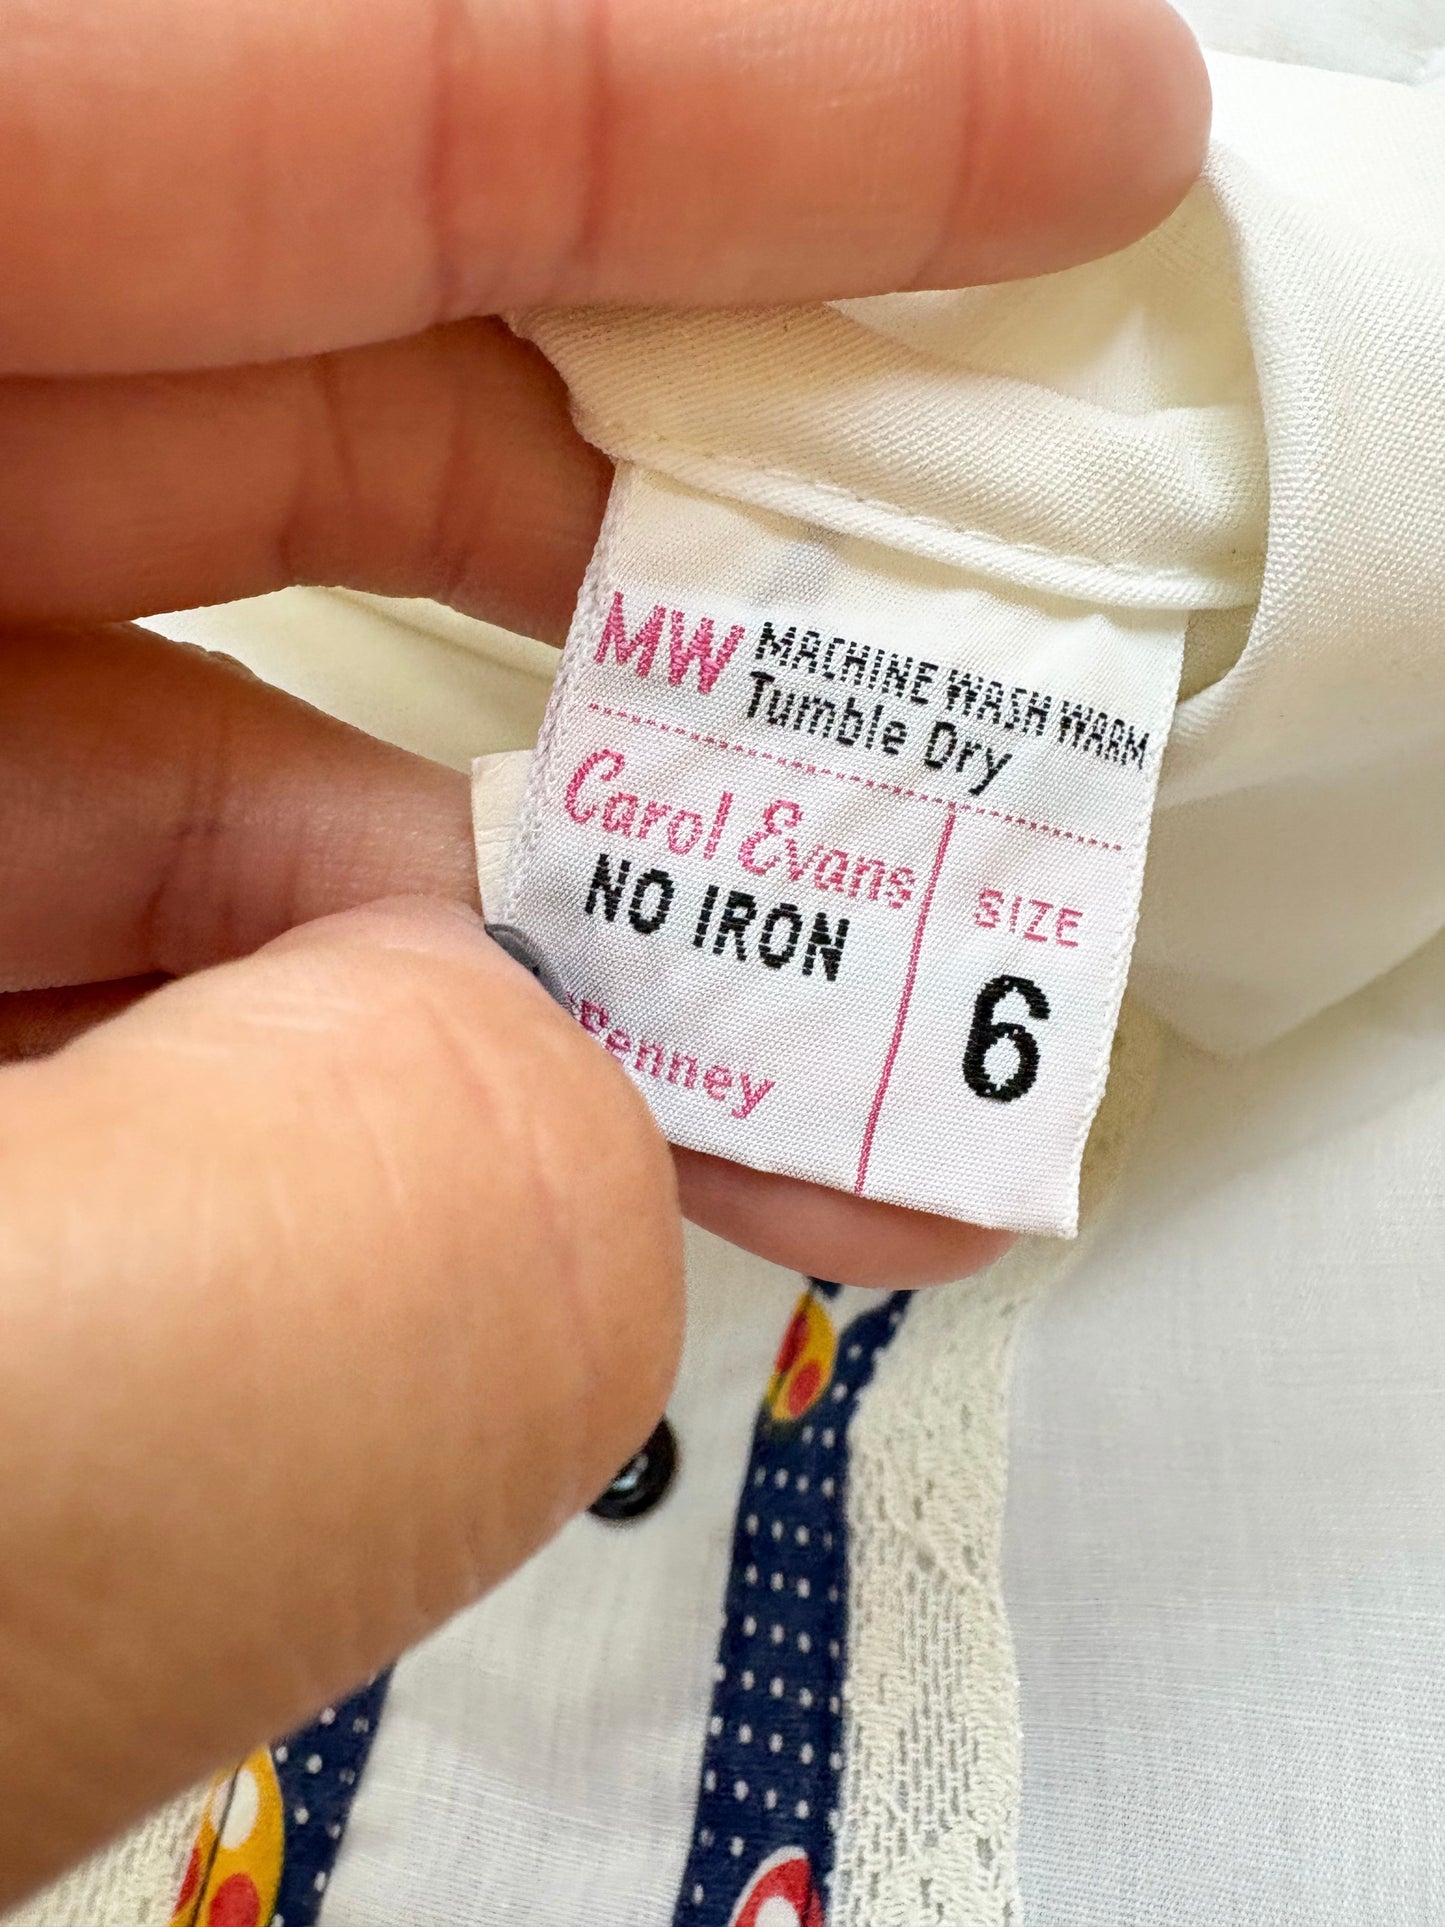 MW MACHINE WASH WARM
Tumble Dry
Carol Evans
NO IRON
Penney
SIZE
6